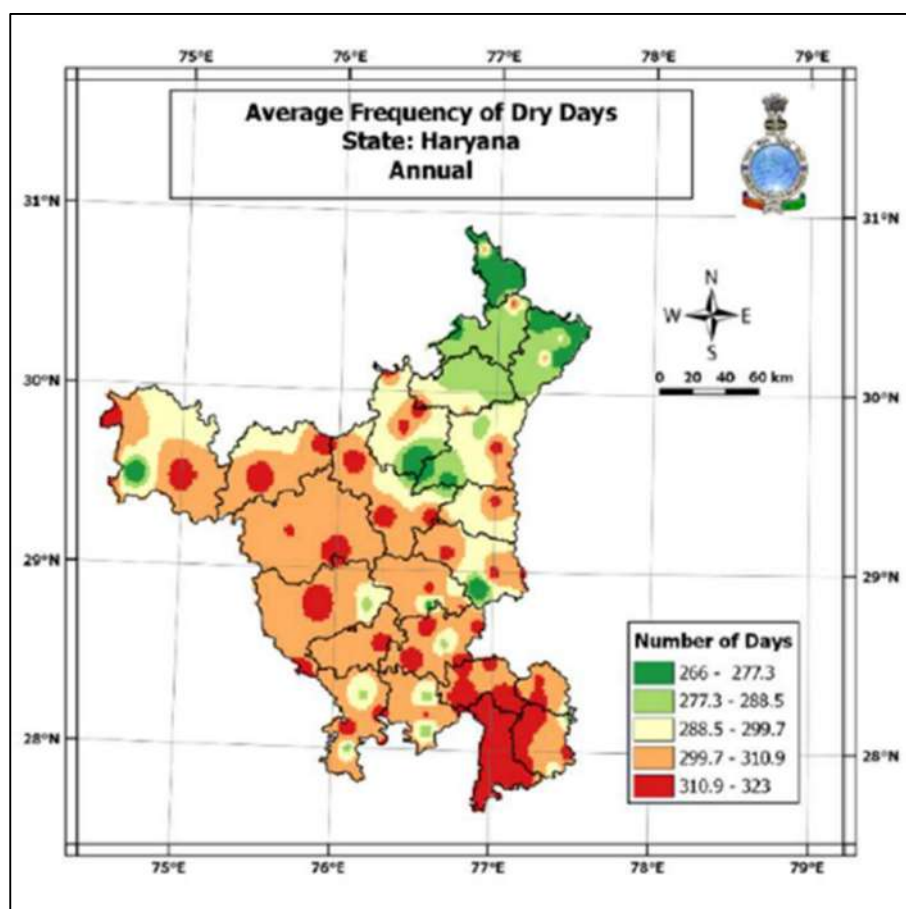 75°E 76°E 77°E 78°E 79°E
Average Frequency of Dry Days
State: Haryana
Annual
31°N 31°N
N
W E
S
30°N 30°N
0 20 40 60 km
29°N 29°N
Number of Days
266 - 277.3
277.3 - 288.5
288.5 - 299.7
299.7 - 310.9
310.9 - 323
28°N 28°N
75°E 76°E 77°E 78°E 79°E